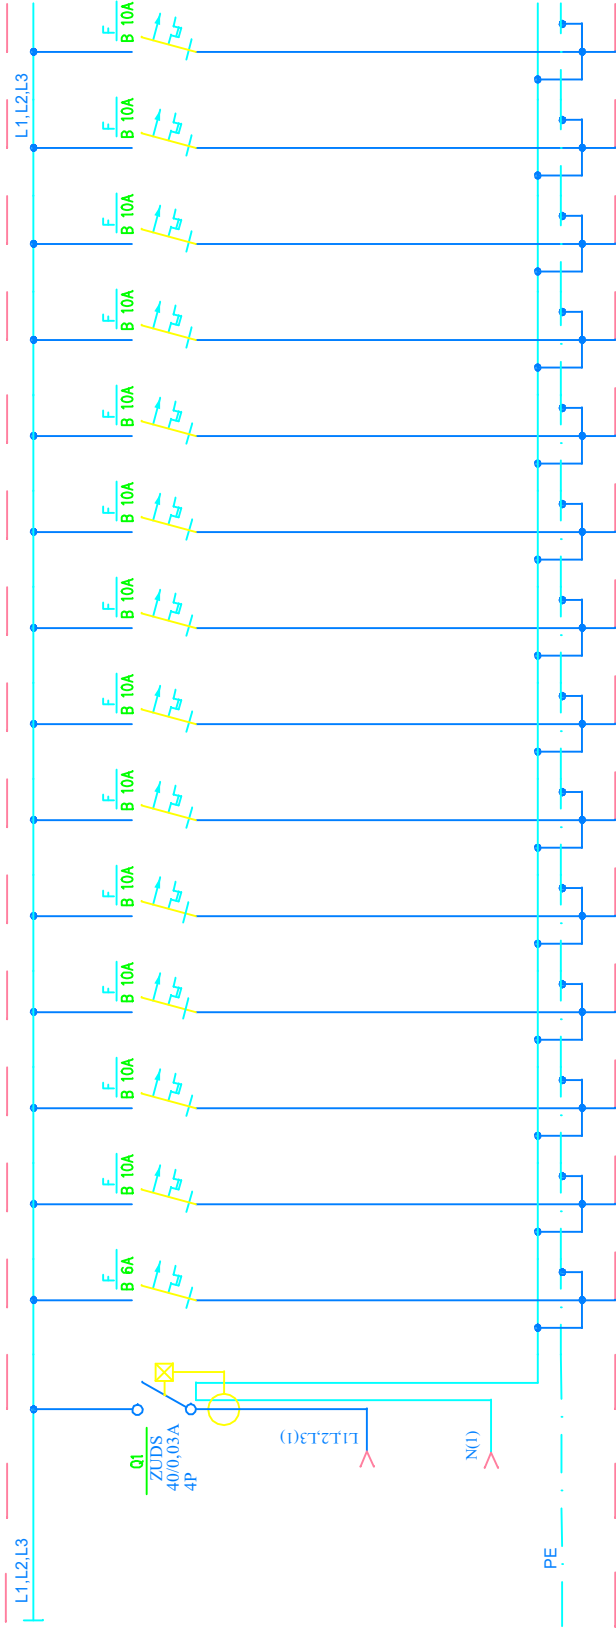 L1,L2,L3
L1,L2,L3
Q1
ZUDS
40/0,03A
4P
F
B 6A
F
B 10A
F
B 10A
F
B 10A
F
B 10A
F
B 10A
F
B 10A
F
B 10A
F
B 10A
F
B 10A
F
B 10A
F
B 10A
F
B 10A
F
B 10A
L1,L2,L3(1)
N(1)
PE